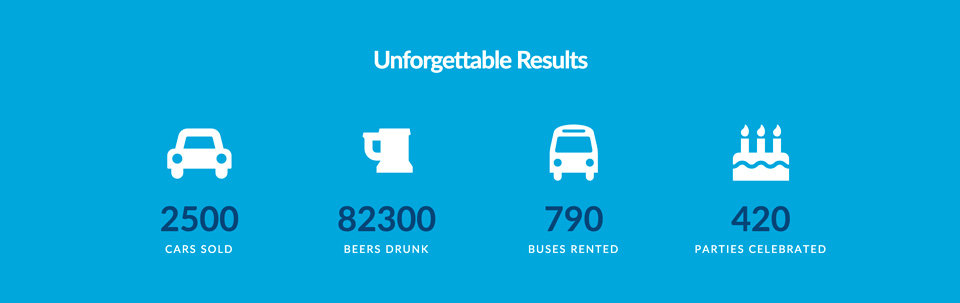 Unforgettable Results
2500
82300
790
420
CARS SOLD
BEERS DRUNK
BUSES RENTED
PARTIES CELEBRATED